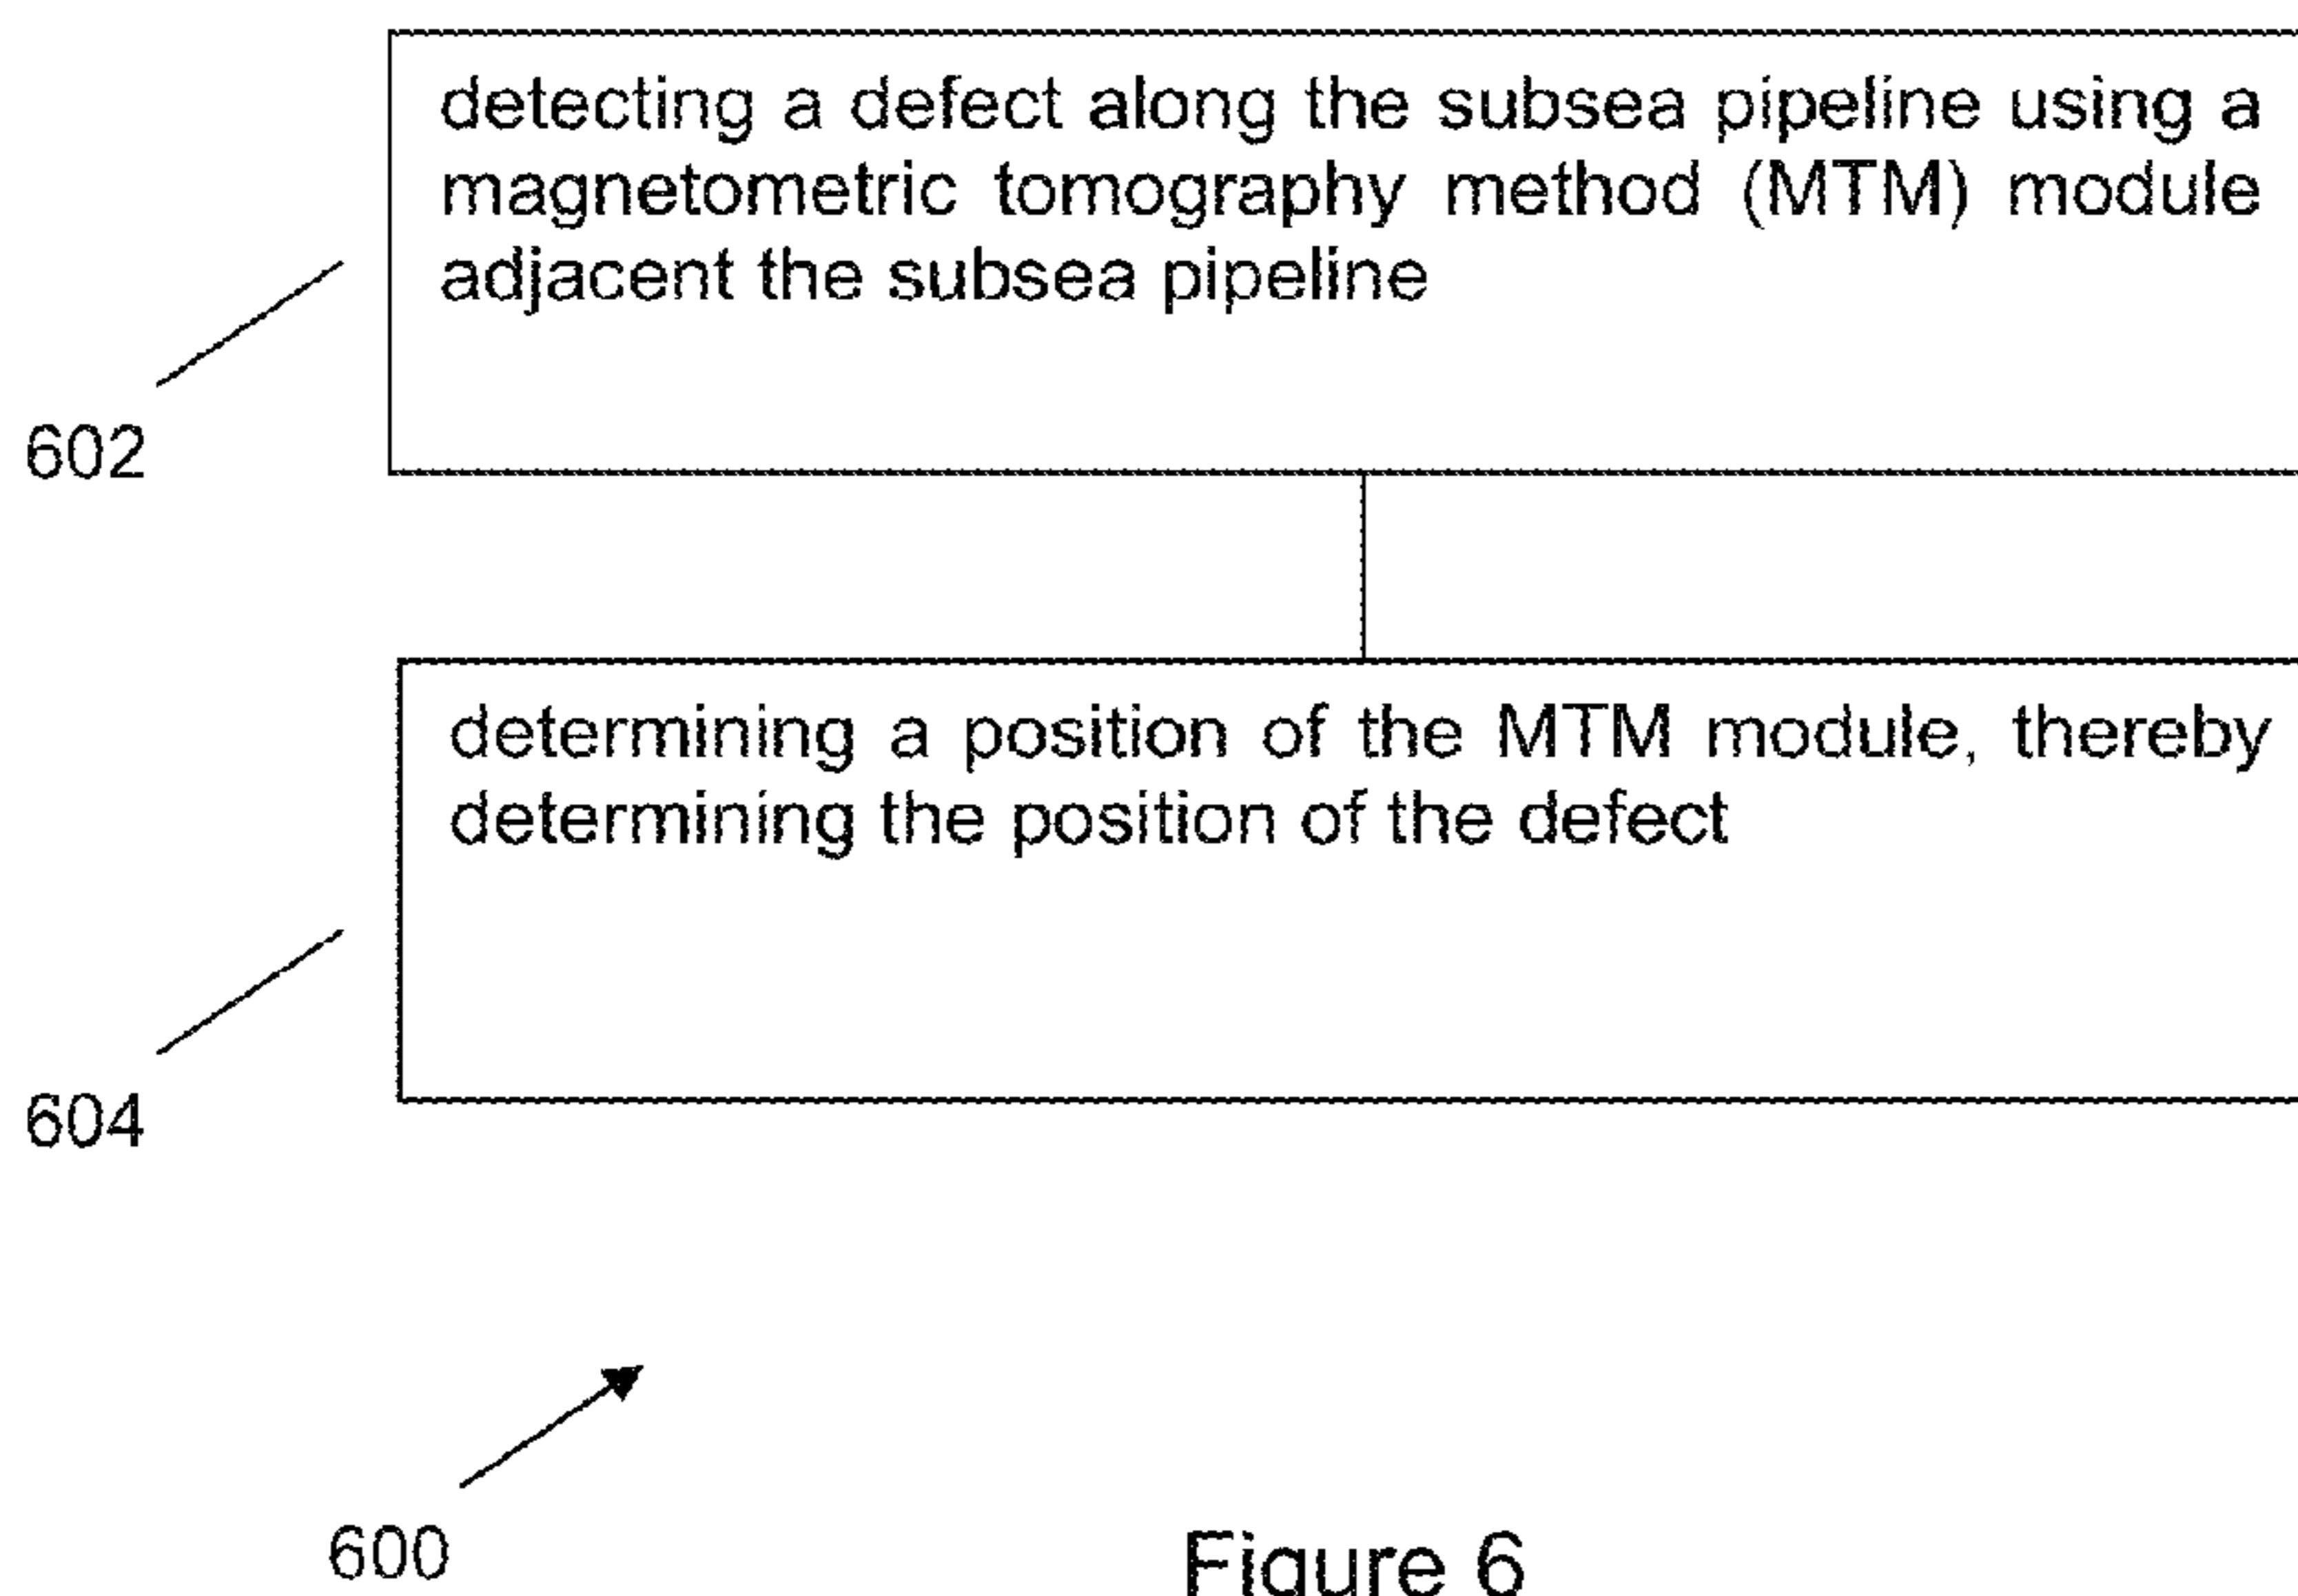 detecting a defect along the subsea pipeline using a
magnetometric tomography method (MTM) module
adjacent the subsea pipeline
602
determining a position of the MTM module, thereby
determining the position of the defect
604
600
Figure 6